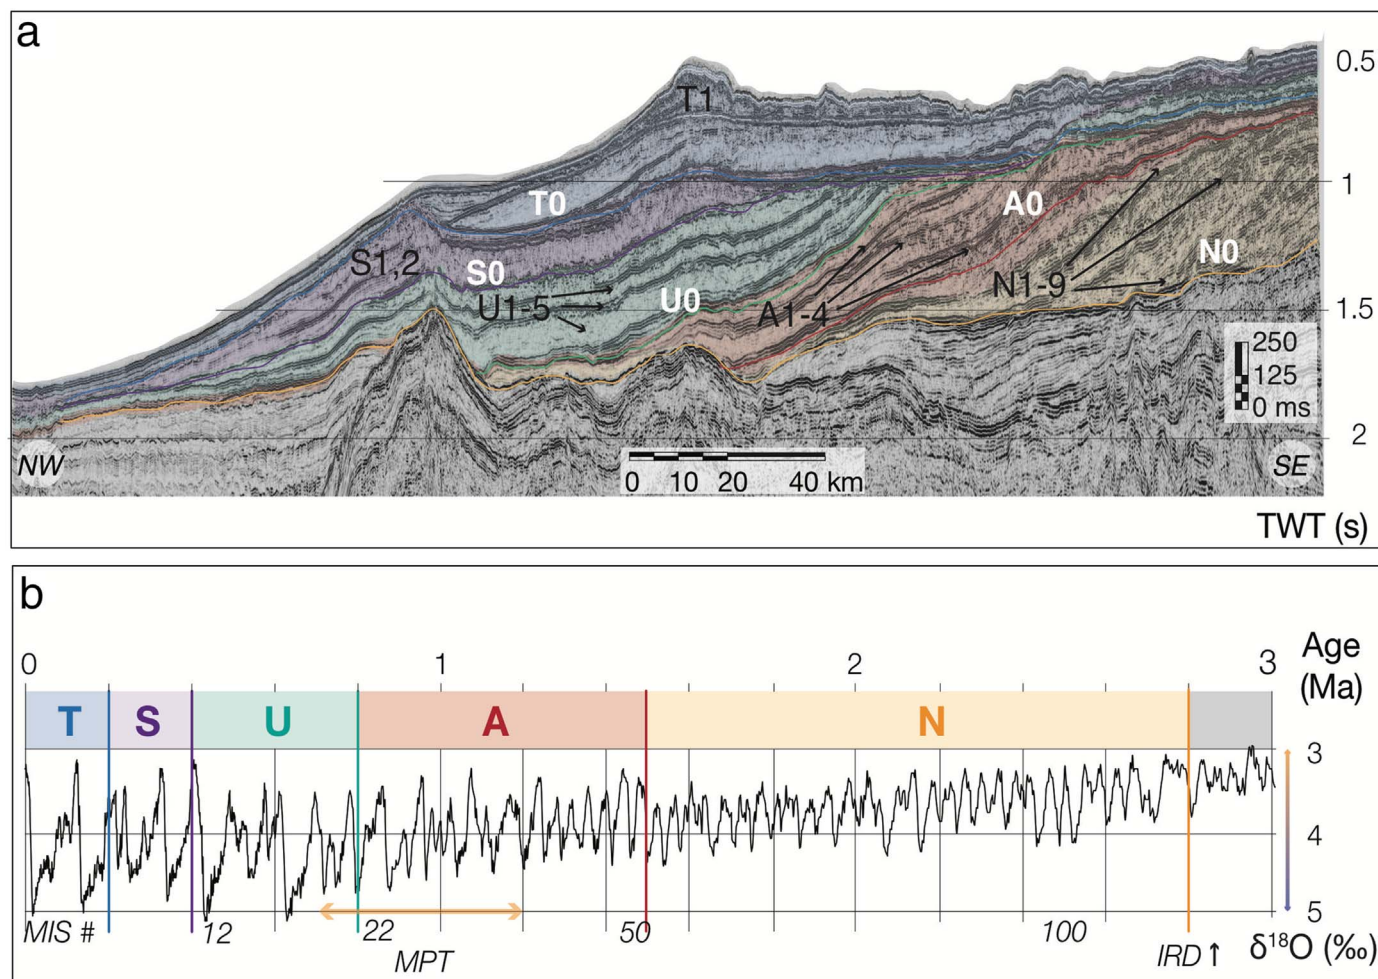 a
0.5
T1
1
T0
A0
S1,2
S0
N1-9
N0
U1-5
U0
A1-4
1.5
250
125
0 ms
2
NW
0 10 20 40 km
SE
TWT (s)
b
0 1 2 3 Age
(Ma)
T S U A N
3
4
5
MIS # 12 22 50 100
MPT
IRD ↑ δ¹⁸O (‰)